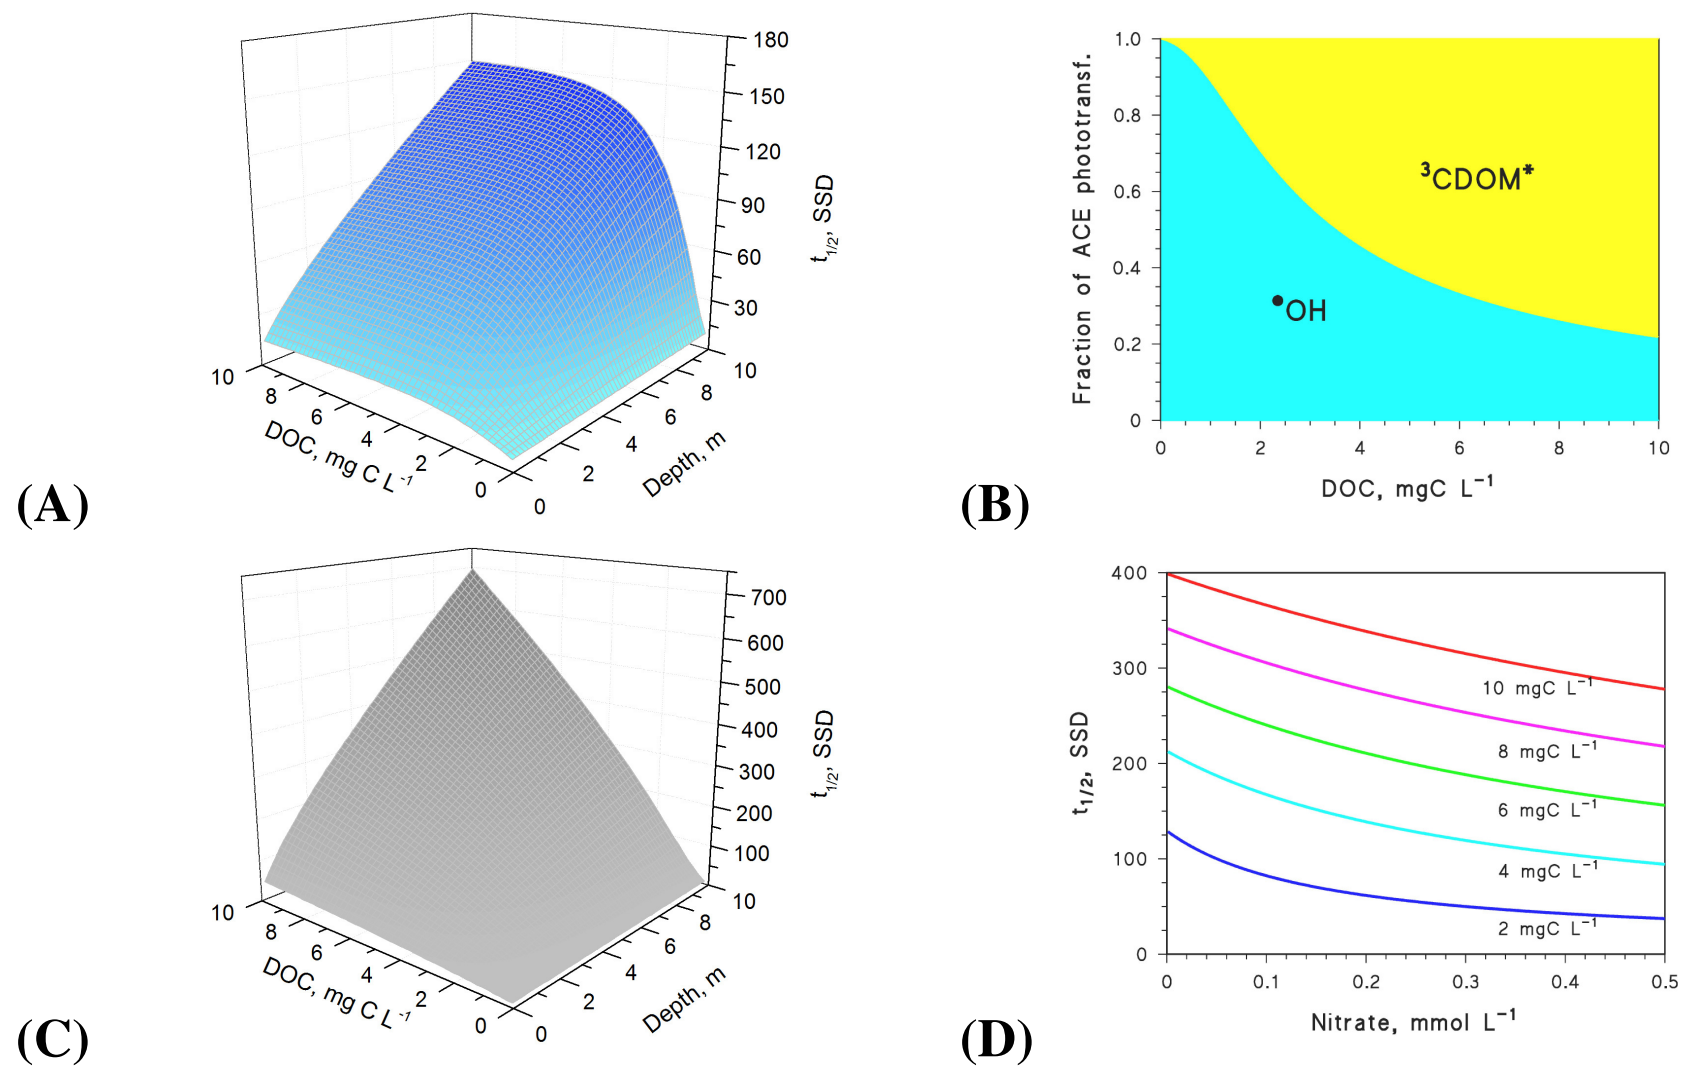 (A)
180
150
120
90
60
30
t1/2, SSD
10
8
6
4
2
0
DOC, mg C L-1
0
2
4
6
8
10
Depth, m
(B)
1.0
0.8
0.6
0.4
0.2
0
Fraction of ACE phototransf.
3CDOM*
•OH
0 2 4 6 8 10
DOC, mgC L−1
(C)
700
600
500
400
300
200
100
t1/2, SSD
10
8
6
4
2
0
DOC, mg C L-1
0
2
4
6
8
10
Depth, m
(D)
400
300
200
100
0
t1/2, SSD
10 mgC L−1
8 mgC L−1
6 mgC L−1
4 mgC L−1
2 mgC L−1
0 0.1 0.2 0.3 0.4 0.5
Nitrate, mmol L−1